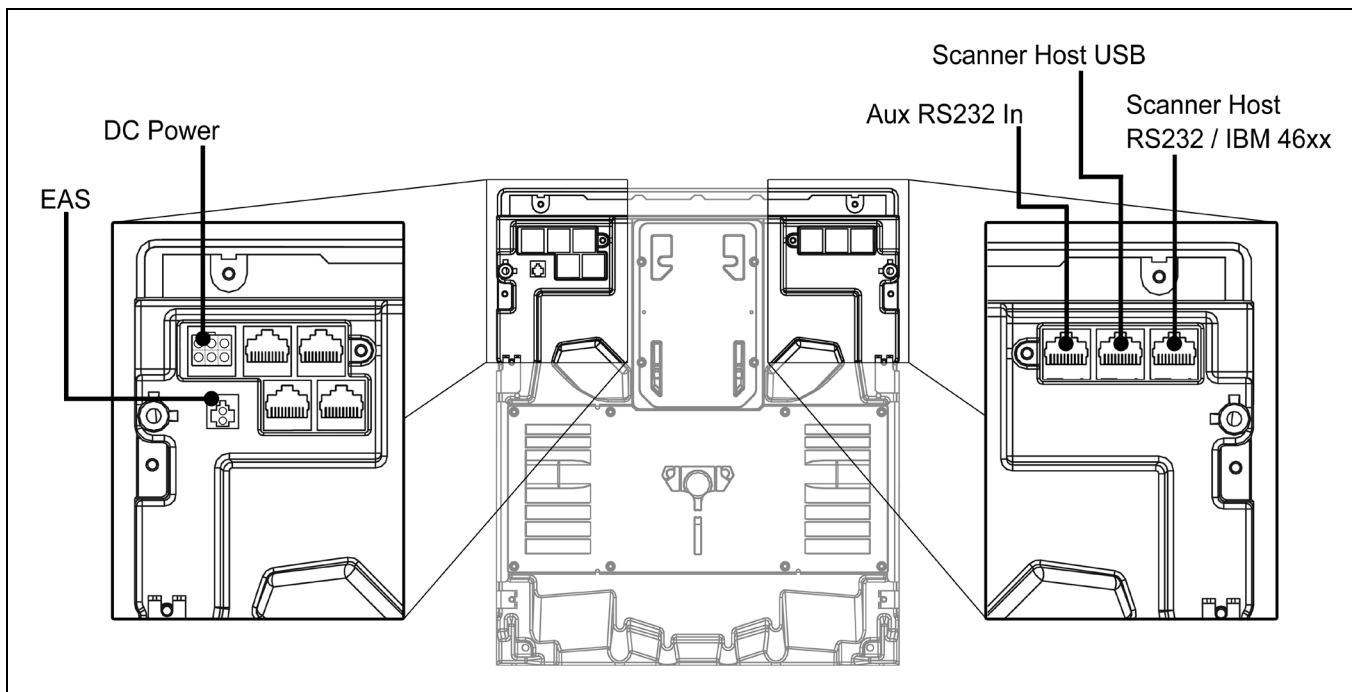 Scanner Host USB
Aux RS232 In
Scanner Host
RS232 / IBM 46xx
DC Power
EAS